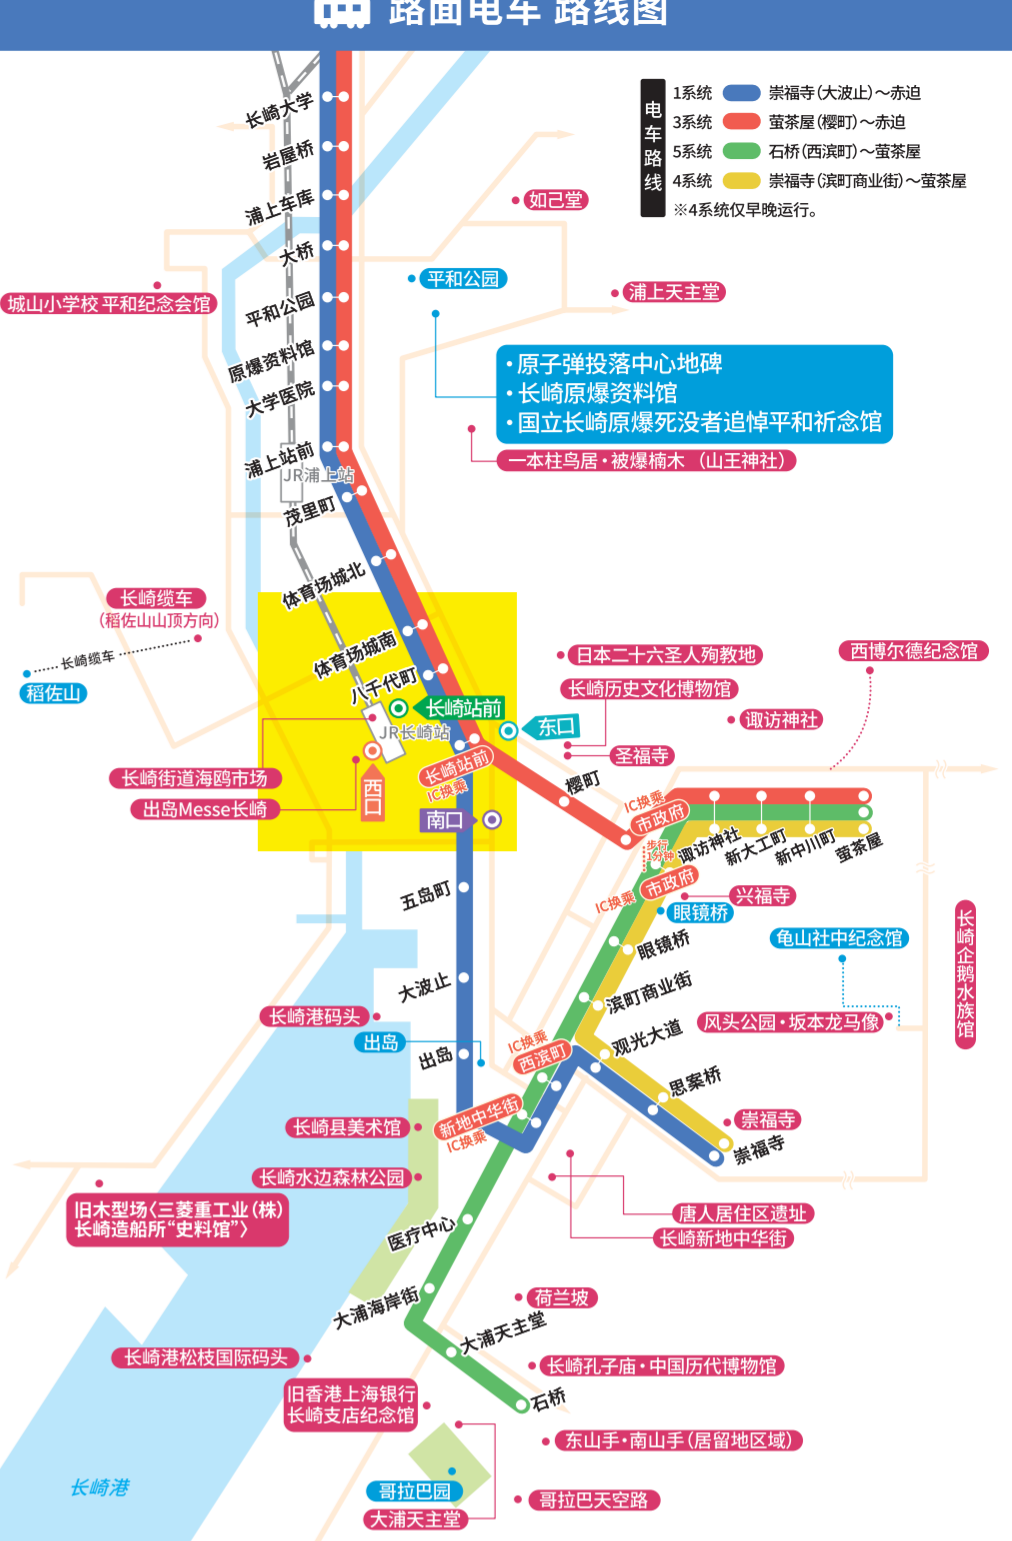 路面电车 路线图
电车路线
1系统 崇福寺(大波止)～赤迫
3系统 萤茶屋(樱町)～赤迫
5系统 石桥(西滨町)～萤茶屋
4系统 崇福寺(滨町商业街)～萤茶屋
※4系统仅早晚运行。
长崎大学
岩屋桥
浦上车库
如己堂
大桥
平和公园
城山小学校 平和纪念会馆
浦上天主堂
平和公园
原爆资料馆
大学医院
・原子弹投落中心地碑
・长崎原爆资料馆
・国立长崎原爆死没者追悼平和祈念馆
浦上站前
JR浦上站
一本柱鸟居・被爆楠木 (山王神社)
茂里町
体育场城北
长崎缆车
(稻佐山山顶方向)
长崎缆车
稻佐山
体育场城南
八千代町
日本二十六圣人殉教地
西博尔德纪念馆
长崎历史文化博物馆
诹访神社
长崎站前
东口
JR长崎站
圣福寺
长崎站前
IC换乘
长崎街道海鸥市场
出岛Messe长崎
西口
南口
樱町
IC换乘
市政府
步行
1分钟
诹访神社
新大工町
新中川町
萤茶屋
IC换乘
市政府
兴福寺
眼镜桥
五岛町
眼镜桥
龟山社中纪念馆
长崎企鹅水族馆
大波止
滨町商业街
长崎港码头
风头公园・坂本龙马像
出岛
出岛
观光大道
IC换乘
西滨町
思案桥
长崎县美术馆
新地中华街
IC换乘
崇福寺
崇福寺
长崎水边森林公园
旧木型场〈三菱重工业(株)
长崎造船所“史料馆”〉
唐人居住区遗址
长崎新地中华街
医疗中心
大浦海岸街
荷兰坡
大浦天主堂
长崎港松枝国际码头
长崎孔子庙・中国历代博物馆
旧香港上海银行
长崎支店纪念馆
石桥
东山手・南山手(居留地区域)
长崎港
哥拉巴园
哥拉巴天空路
大浦天主堂